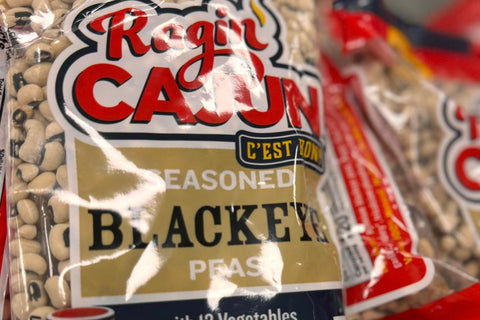 Ragin'
CAJUN
C'EST BON!
SEASONED
BLACKEYE
PEAS
with 12 Vegetables